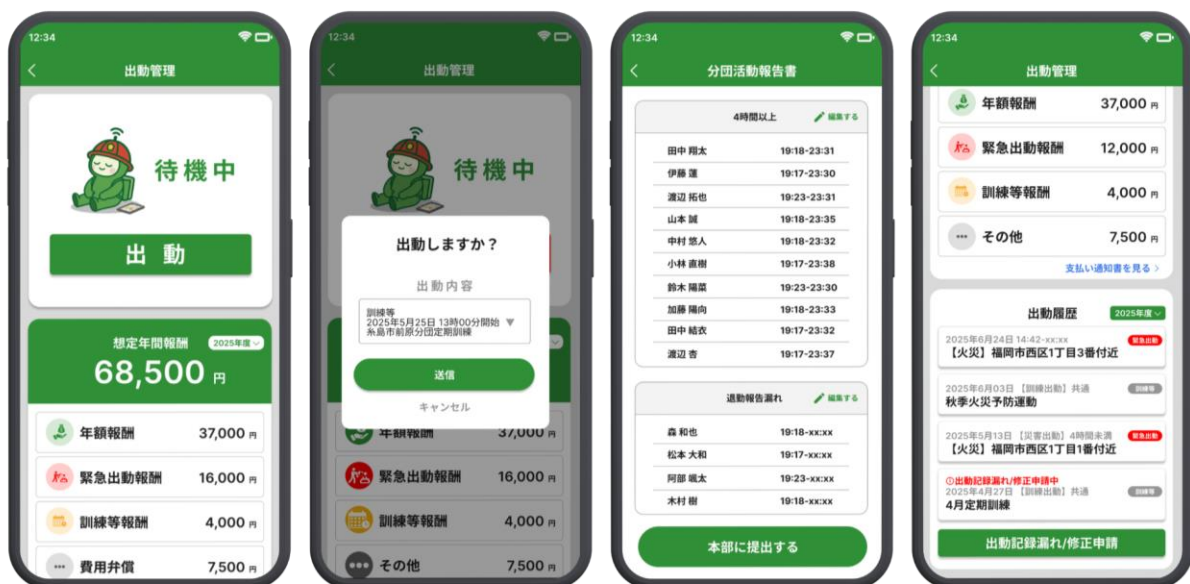 12:34
出動管理
待機中
出動
想定年間報酬
2025年度
68,500 円
年額報酬 37,000 円
緊急出動報酬 16,000 円
訓練等報酬 4,000 円
費用弁償 7,500 円
12:34
出動管理
待機中
出動しますか？
出動内容
訓練等
2025年5月25日 13時00分開始 ▼
糸島市前原分団定期訓練
送信
キャンセル
年額報酬 37,000 円
緊急出動報酬 16,000 円
訓練等報酬 4,000 円
その他 7,500 円
12:34
分団活動報告書
4時間以上 編集する
田中 翔太 19:18-23:31
伊藤 蓮 19:17-23:30
渡辺 拓也 19:23-23:31
山本 誠 19:18-23:35
中村 悠人 19:18-23:32
小林 直樹 19:17-23:38
鈴木 陽菜 19:23-23:30
加藤 陽向 19:18-23:33
田中 結衣 19:17-23:32
渡辺 杏 19:17-23:37
退勤報告漏れ 編集する
森 和也 19:18-xx:xx
松本 大和 19:17-xx:xx
阿部 颯太 19:23-xx:xx
木村 樹 19:18-xx:xx
本部に提出する
12:34
出動管理
年額報酬 37,000 円
緊急出動報酬 12,000 円
訓練等報酬 4,000 円
その他 7,500 円
支払い通知書を見る
出動履歴 2025年度
2025年6月24日 14:42-xx:xx 緊急出動
【火災】福岡市西区1丁目3番付近
2025年6月03日 【訓練出動】共通 訓練等
秋季火災予防運動
2025年5月13日 【災害出動】4時間未満 緊急出動
【火災】福岡市西区1丁目1番付近
出動記録漏れ/修正申請中
2025年4月27日 【訓練出動】共通 訓練等
4月定期訓練
出動記録漏れ/修正申請